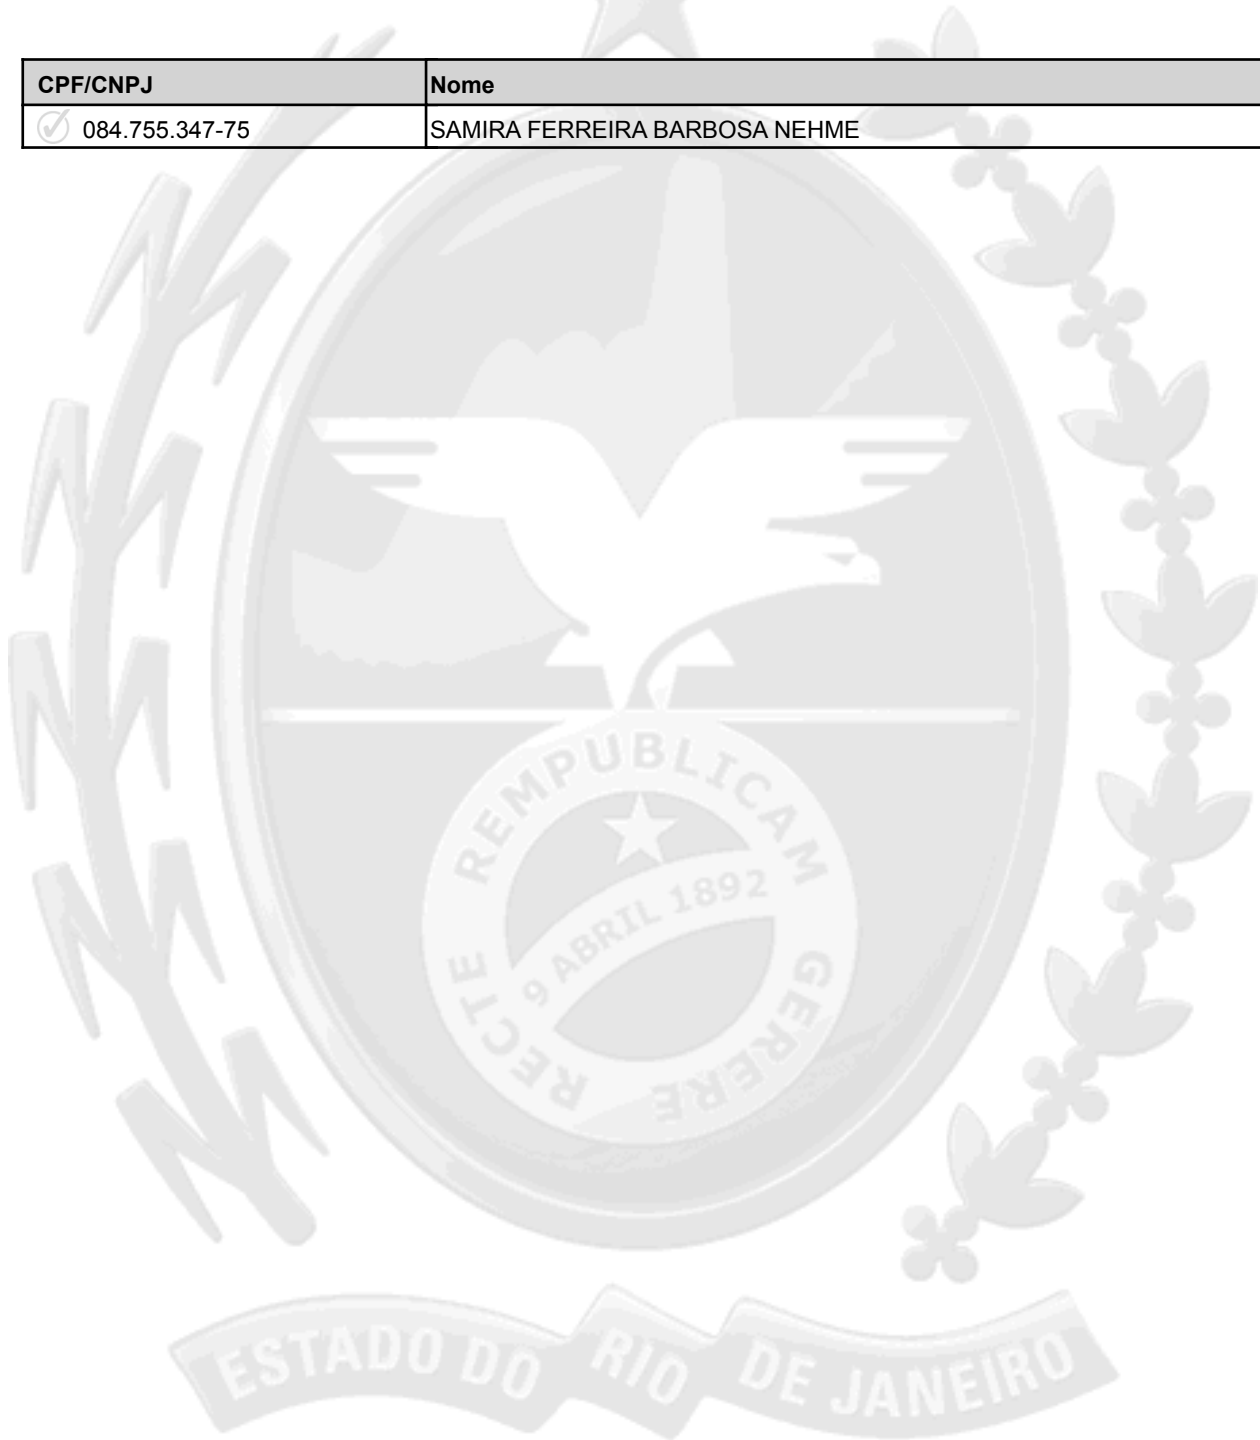 CPF/CNPJ Nome
084.755.347-75 SAMIRA FERREIRA BARBOSA NEHME
REMPUBLICAM
9 ABRIL 1892
RECTE GERERE
ESTADO DO RIO DE JANEIRO